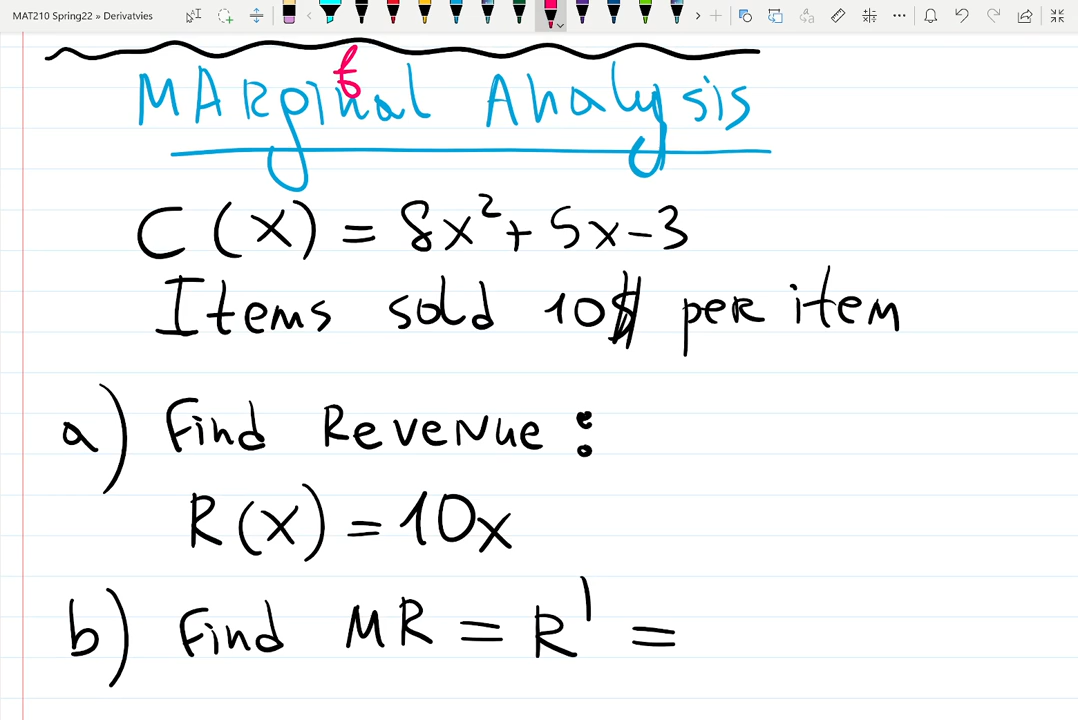 MAT210 Spring22 » Derivatvies
MARginal Analysis
C(x) = 8x² + 5x - 3
Items sold 10$ per item
a) Find Revenue:
R(x) = 10x
b) Find MR = R' =